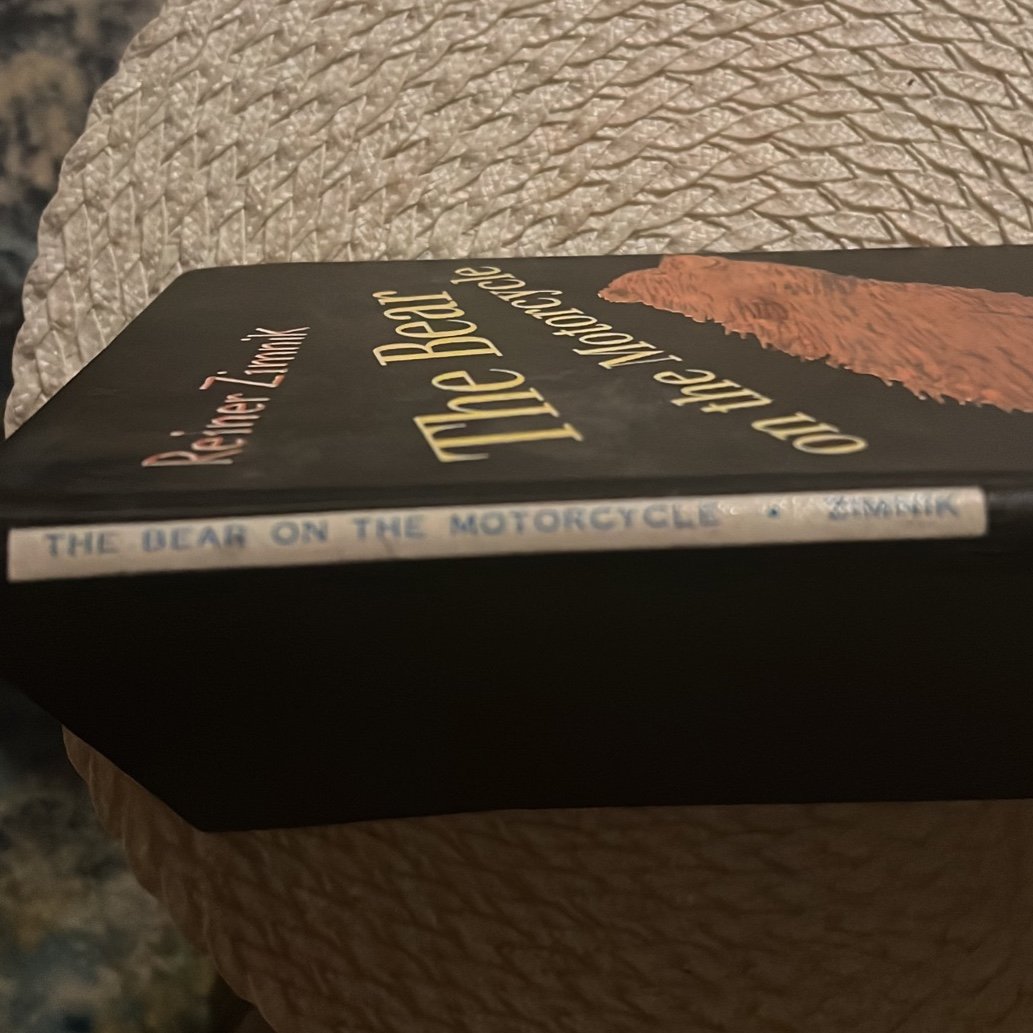 Reiner Zimnik
The Bear
on the Motorcycle
THE BEAR ON THE MOTORCYCLE • ZIMNIK